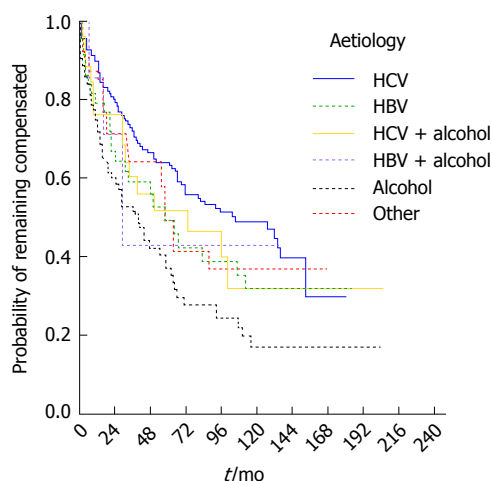 Probability of remaining compensated
1.0
0.8
0.6
0.4
0.2
0.0
Aetiology
HCV
HBV
HCV + alcohol
HBV + alcohol
Alcohol
Other
0 24 48 72 96 120 144 168 192 216 240
t/mo